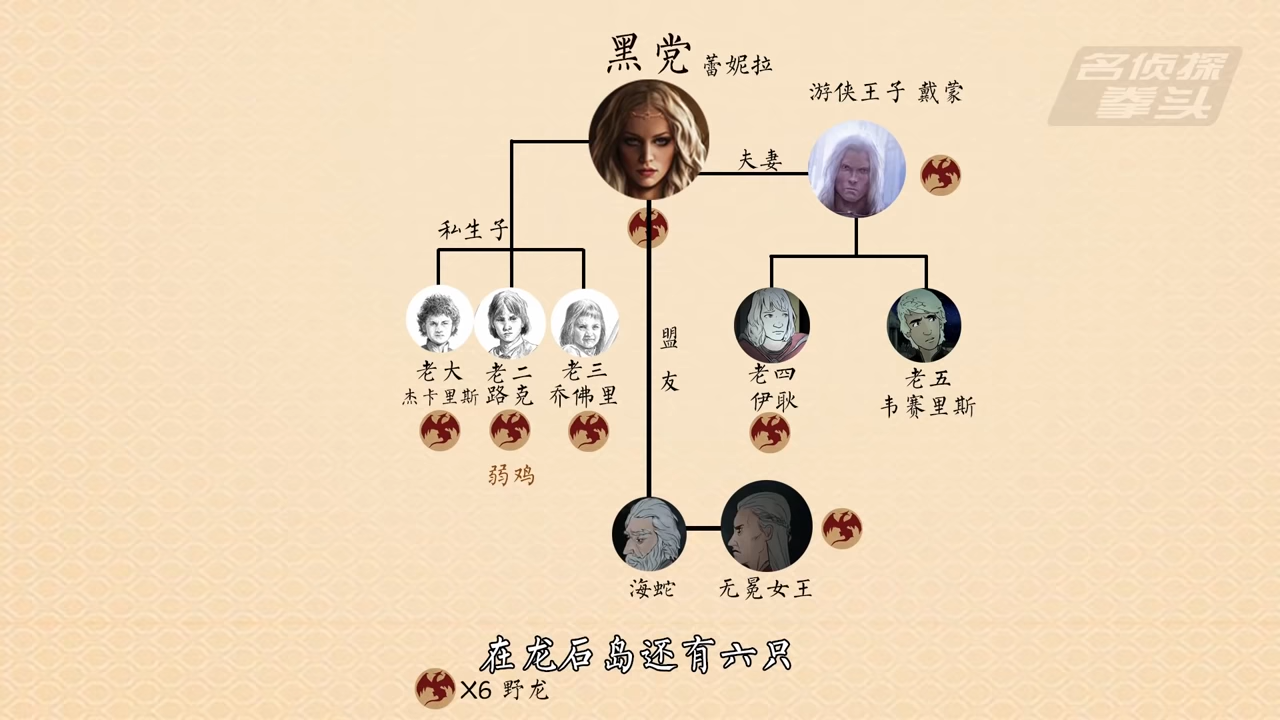 黑党 蕾妮拉
名侦探
拳头
游侠王子 戴蒙
夫妻
私生子
盟友
老大
杰卡里斯
老二
路克
老三
乔佛里
老四
伊耿
老五
韦赛里斯
弱鸡
海蛇
无冕女王
在龙石岛还有六只
X6 野龙